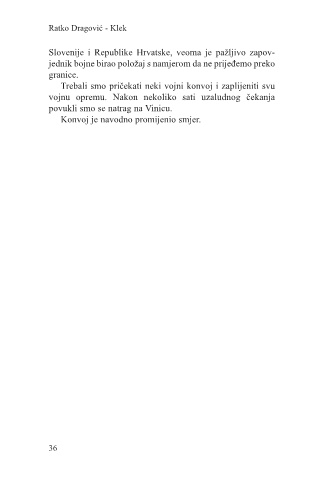 Ratko Dragović - Klek
Slovenije i Republike Hrvatske, veoma je pažljivo zapov-
jednik bojne birao položaj s namjerom da ne prijeđemo preko
granice.
Trebali smo pričekati neki vojni konvoj i zaplijeniti svu
vojnu opremu. Nakon nekoliko sati uzaludnog čekanja
povukli smo se natrag na Vinicu.
Konvoj je navodno promijenio smjer.
36